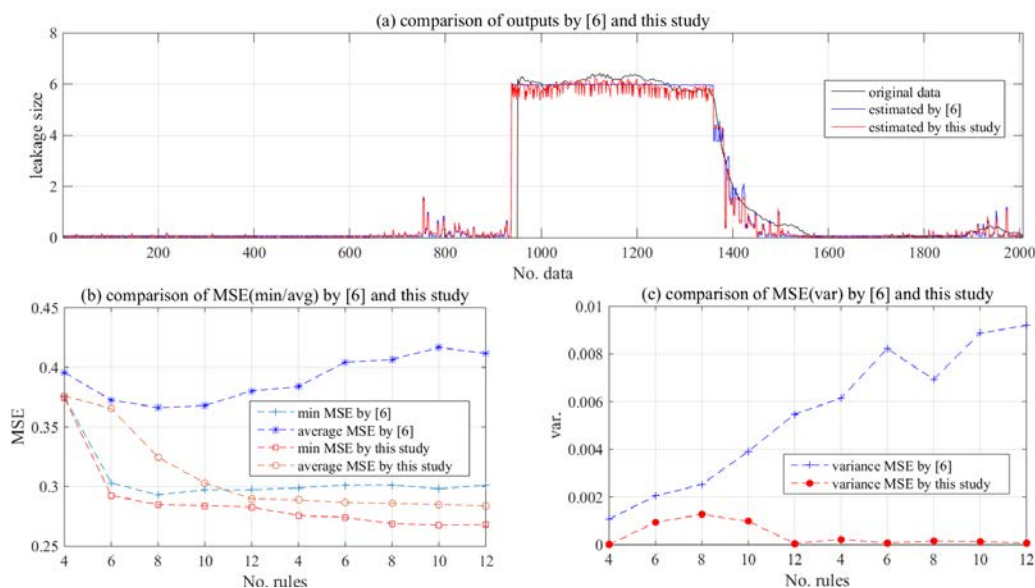 (a) comparison of outputs by [6] and this study
8
6
4
2
0
leakage size
original data
estimated by [6]
estimated by this study
200 400 600 800 1000 1200 1400 1600 1800 2000
No. data
(b) comparison of MSE(min/avg) by [6] and this study
0.45
0.4
0.35
0.3
0.25
MSE
min MSE by [6]
average MSE by [6]
min MSE by this study
average MSE by this study
4 6 8 10 12 4 6 8 10 12
No. rules
(c) comparison of MSE(var) by [6] and this study
0.01
0.008
0.006
0.004
0.002
0
var.
variance MSE by [6]
variance MSE by this study
4 6 8 10 12 4 6 8 10 12
No. rules